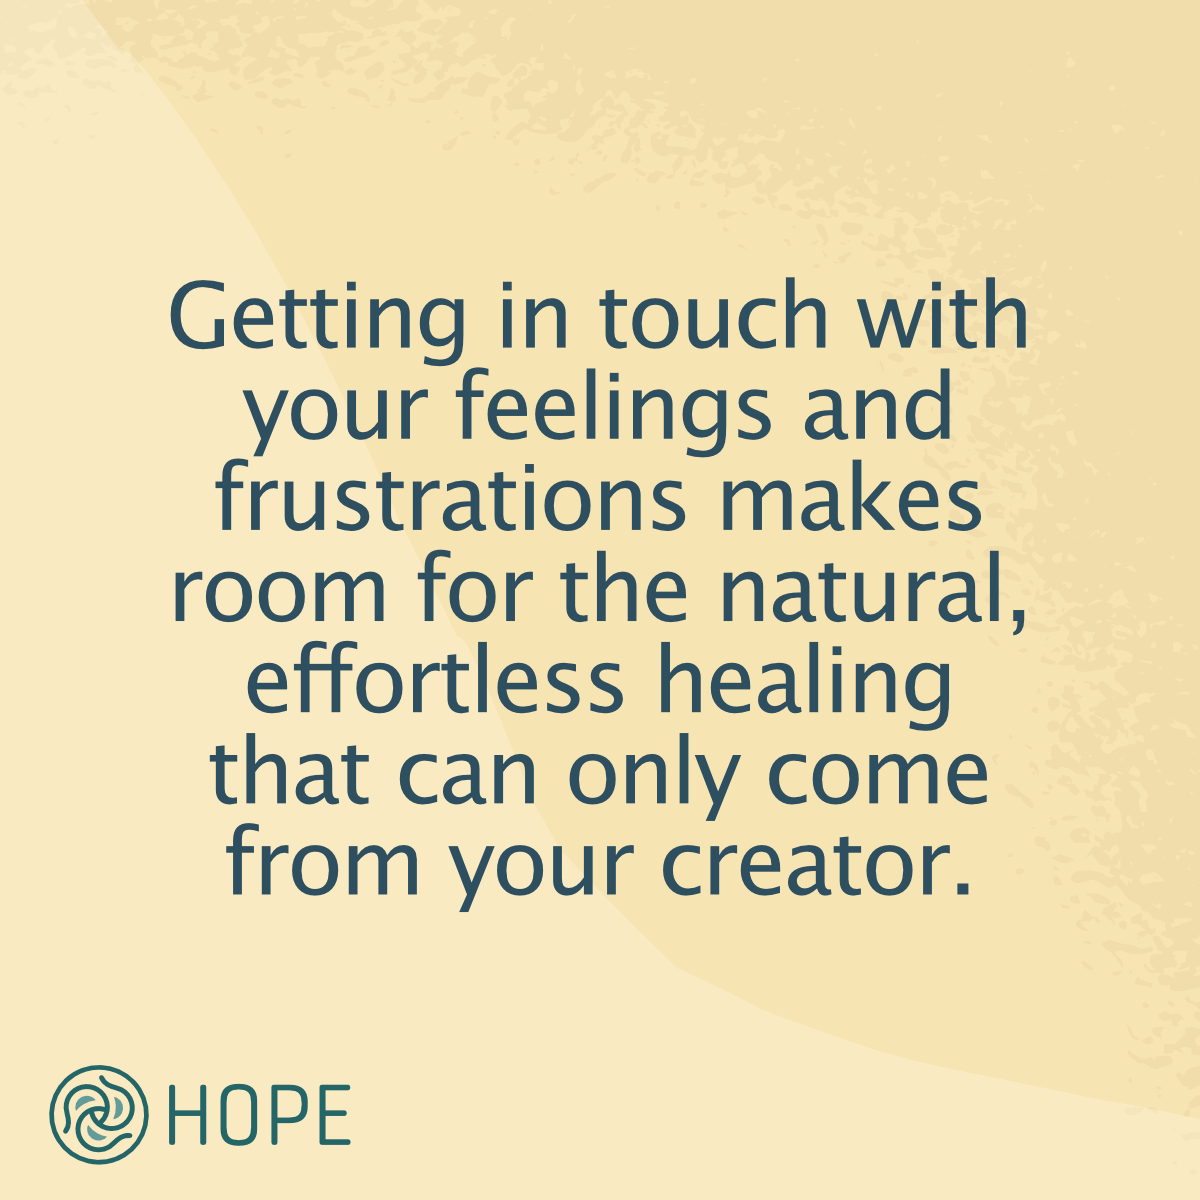 Getting in touch with
your feelings and
frustrations makes
room for the natural,
effortless healing
that can only come
from your creator.
HOPE